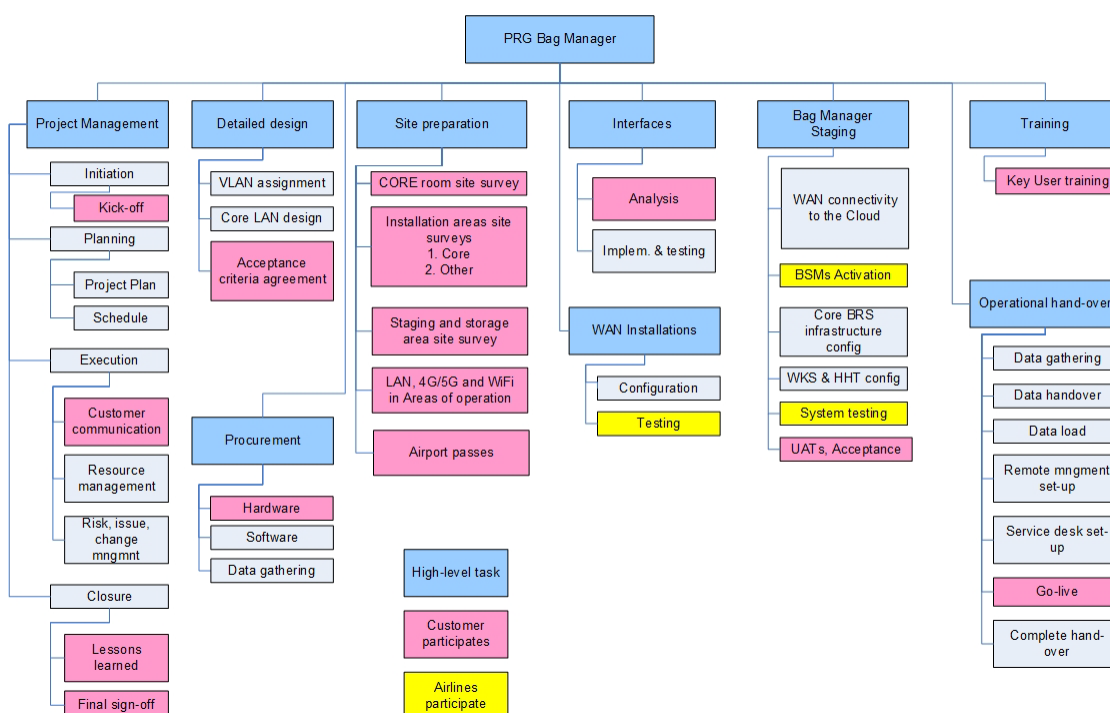 PRG Bag Manager
Project Management
Initiation
Kick-off
Planning
Project Plan
Schedule
Execution
Customer
communication
Resource
management
Risk, issue,
change
mngmnt
Closure
Lessons
learned
Final sign-off
Detailed design
VLAN assignment
Core LAN design
Acceptance
criteria agreement
Procurement
Hardware
Software
Data gathering
Site preparation
CORE room site survey
Installation areas site
surveys
1. Core
2. Other
Staging and storage
area site survey
LAN, 4G/5G and WiFi
in Areas of operation
Airport passes
Interfaces
Analysis
Implem. & testing
WAN Installations
Configuration
Testing
Bag Manager
Staging
WAN connectivity
to the Cloud
BSMs Activation
Core BRS
infrastructure
config
WKS & HHT config
System testing
UATs, Acceptance
Training
Key User training
Operational hand-over
Data gathering
Data handover
Data load
Remote mngment
set-up
Service desk set-
up
Go-live
Complete hand-
over
High-level task
Customer
participates
Airlines
participate